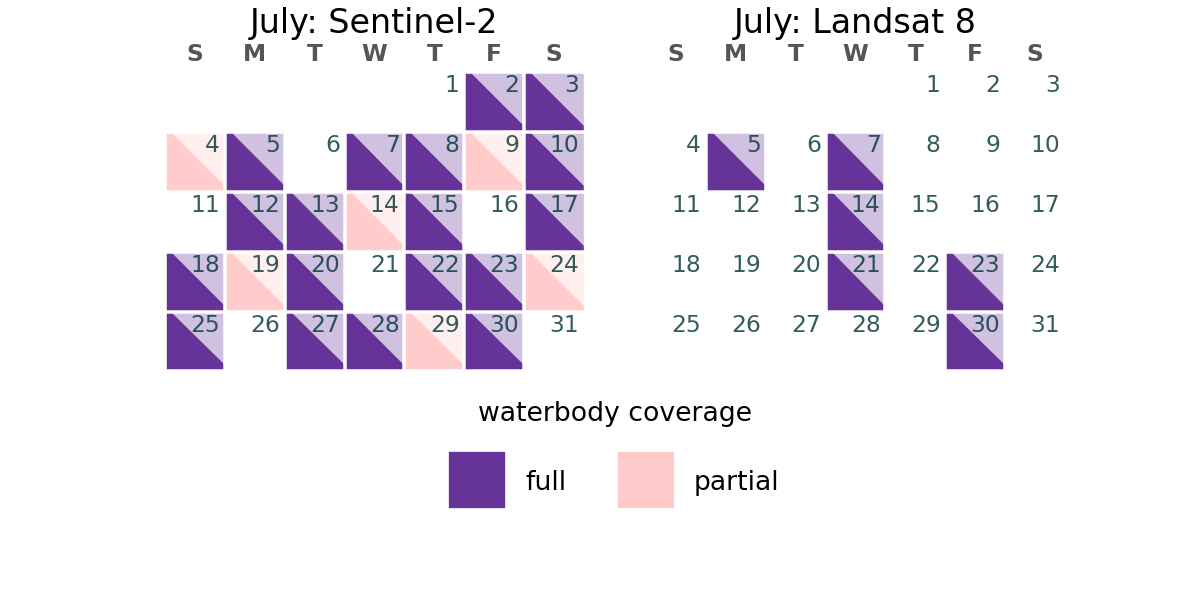 July: Sentinel-2
S M T W T F S
1 2 3
4 5 6 7 8 9 10
11 12 13 14 15 16 17
18 19 20 21 22 23 24
25 26 27 28 29 30 31
July: Landsat 8
S M T W T F S
1 2 3
4 5 6 7 8 9 10
11 12 13 14 15 16 17
18 19 20 21 22 23 24
25 26 27 28 29 30 31
waterbody coverage
full
partial